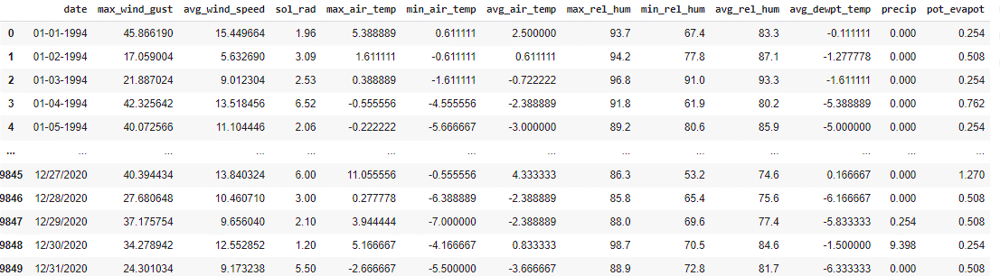 date max_wind_gust avg_wind_speed sol_rad max_air_temp min_air_temp avg_air_temp max_rel_hum min_rel_hum avg_rel_hum avg_dewpt_temp precip pot_evapot
0 01-01-1994 45.866190 15.449664 1.96 5.388889 0.611111 2.500000 93.7 67.4 83.3 -0.111111 0.000 0.254
1 01-02-1994 17.059004 5.632690 3.09 1.611111 -0.611111 0.611111 94.2 77.8 87.1 -1.277778 0.000 0.508
2 01-03-1994 21.887024 9.012304 2.53 0.388889 -1.611111 -0.722222 96.8 91.0 93.3 -1.611111 0.000 0.254
3 01-04-1994 42.325642 13.518456 6.52 -0.555556 -4.555556 -2.388889 91.8 61.9 80.2 -5.388889 0.000 0.762
4 01-05-1994 40.072566 11.104446 2.06 -0.222222 -5.666667 -3.000000 89.2 80.6 85.9 -5.000000 0.000 0.254
... ... ... ... ... ... ... ... ... ... ... ... ... ...
9845 12/27/2020 40.394434 13.840324 6.00 11.055556 -0.555556 4.333333 86.3 53.2 74.6 0.166667 0.000 1.270
9846 12/28/2020 27.680648 10.460710 3.00 0.277778 -6.388889 -2.388889 85.8 65.4 75.6 -6.166667 0.000 0.508
9847 12/29/2020 37.175754 9.656040 2.10 3.944444 -7.000000 -2.388889 88.0 69.6 77.4 -5.833333 0.254 0.508
9848 12/30/2020 34.278942 12.552852 1.20 5.166667 -4.166667 0.833333 98.7 70.5 84.6 -1.500000 9.398 0.254
9849 12/31/2020 24.301034 9.173238 5.50 -2.666667 -5.500000 -3.666667 88.9 72.8 81.7 -6.333333 0.000 0.508